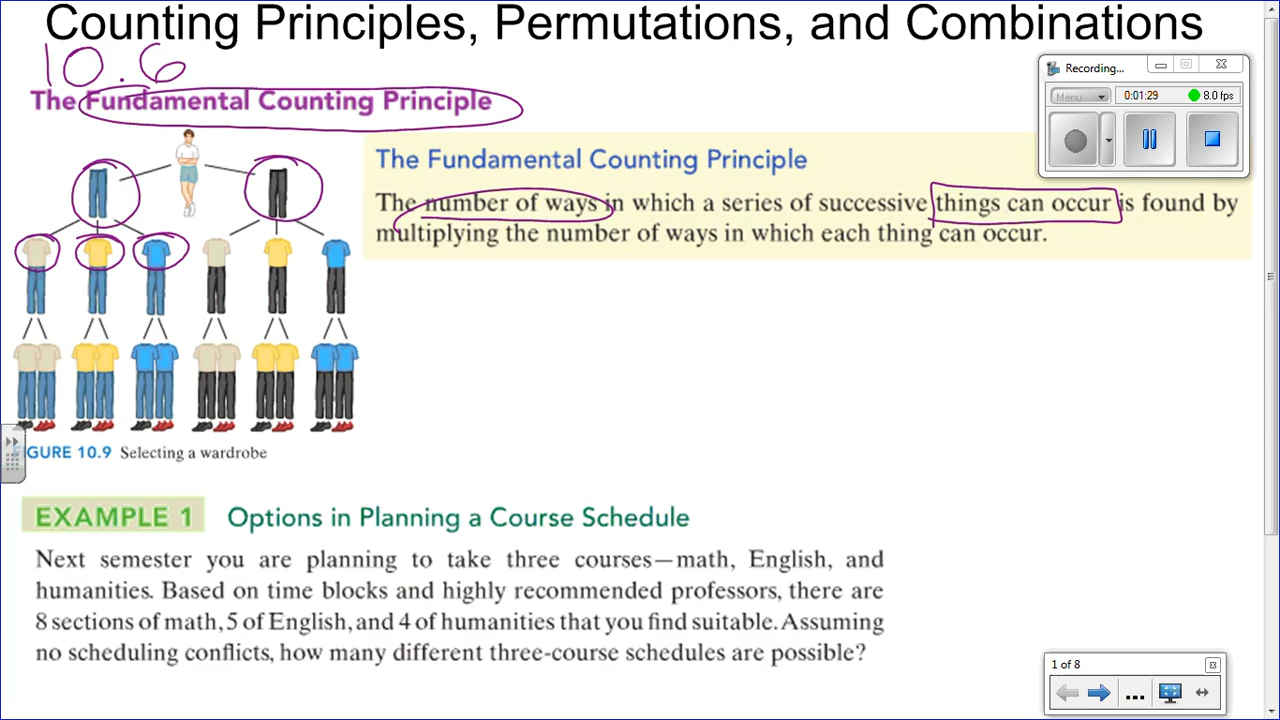 Counting Principles, Permutations, and Combinations
10.6
The Fundamental Counting Principle
Recording...
Menu
0:01:29
8.0 fps
The Fundamental Counting Principle
The number of ways in which a series of successive things can occur is found by
multiplying the number of ways in which each thing can occur.
IGURE 10.9 Selecting a wardrobe
EXAMPLE 1 Options in Planning a Course Schedule
Next semester you are planning to take three courses—math, English, and
humanities. Based on time blocks and highly recommended professors, there are
8 sections of math, 5 of English, and 4 of humanities that you find suitable. Assuming
no scheduling conflicts, how many different three-course schedules are possible?
1 of 8